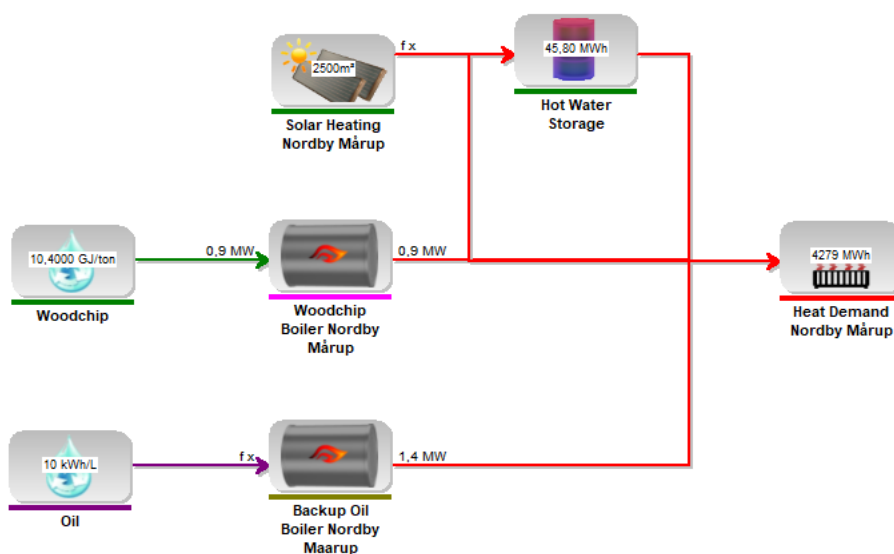 f x
2500m²
Solar Heating
Nordby Mårup
45,80 MWh
Hot Water
Storage
10,4000 GJ/ton
Woodchip
0,9 MW
0,9 MW
Woodchip
Boiler Nordby
Mårup
4279 MWh
Heat Demand
Nordby Mårup
10 kWh/L
Oil
f x
1,4 MW
Backup Oil
Boiler Nordby
Maarup